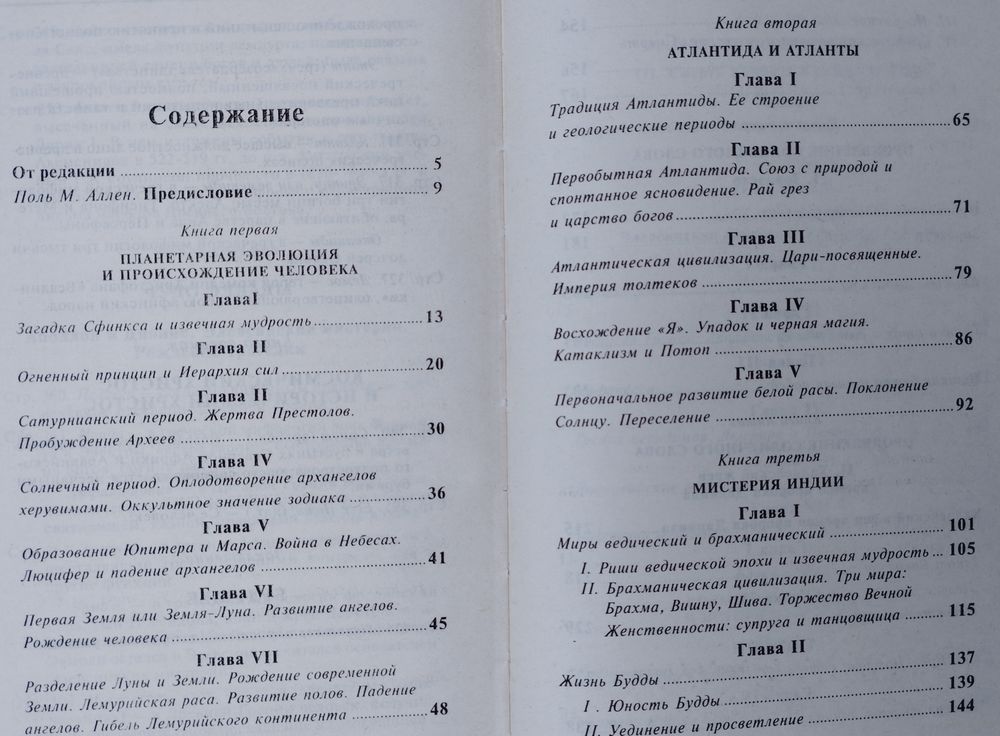 Содержание
От редакции 5
Поль М. Аллен. Предисловие 9
Книга первая
ПЛАНЕТАРНАЯ ЭВОЛЮЦИЯ
И ПРОИСХОЖДЕНИЕ ЧЕЛОВЕКА
ГлаваI
Загадка Сфинкса и извечная мудрость 13
Глава II
Огненный принцип и Иерархия сил 20
Глава II
Сатурнианский период. Жертва Престолов.
Пробуждение Археев 30
Глава IV
Солнечный период. Оплодотворение архангелов
херувимами. Оккультное значение зодиака 36
Глава V
Образование Юпитера и Марса. Война в Небесах.
Люцифер и падение архангелов 41
Глава VI
Первая Земля или Земля-Луна. Развитие ангелов.
Рождение человека 45
Глава VII
Разделение Луны и Земли. Рождение современной
Земли. Лемурийская раса. Развитие полов. Падение
ангелов. Гибель Лемурийского континента 48
Книга вторая
АТЛАНТИДА И АТЛАНТЫ
Глава I
Традиция Атлантиды. Ее строение
и геологические периоды 65
Глава II
Первобытная Атлантида. Союз с природой и
спонтанное ясновидение. Рай грез
и царство богов 71
Глава III
Атлантическая цивилизация. Цари-посвященные.
Империя толтеков 79
Глава IV
Восхождение «Я». Упадок и черная магия.
Катаклизм и Потоп 86
Глава V
Первоначальное развитие белой расы. Поклонение
Солнцу. Переселение 92
Книга третья
МИСТЕРИЯ ИНДИИ
Глава I
Миры ведический и брахманический 101
I. Риши ведической эпохи и извечная мудрость 105
II. Брахманическая цивилизация. Три мира:
Брахма, Вишну, Шива. Торжество Вечной
Женственности: супруга и танцовщица 115
Глава II
Жизнь Будды 137
I . Юность Будды 139
II. Уединение и просветление 144